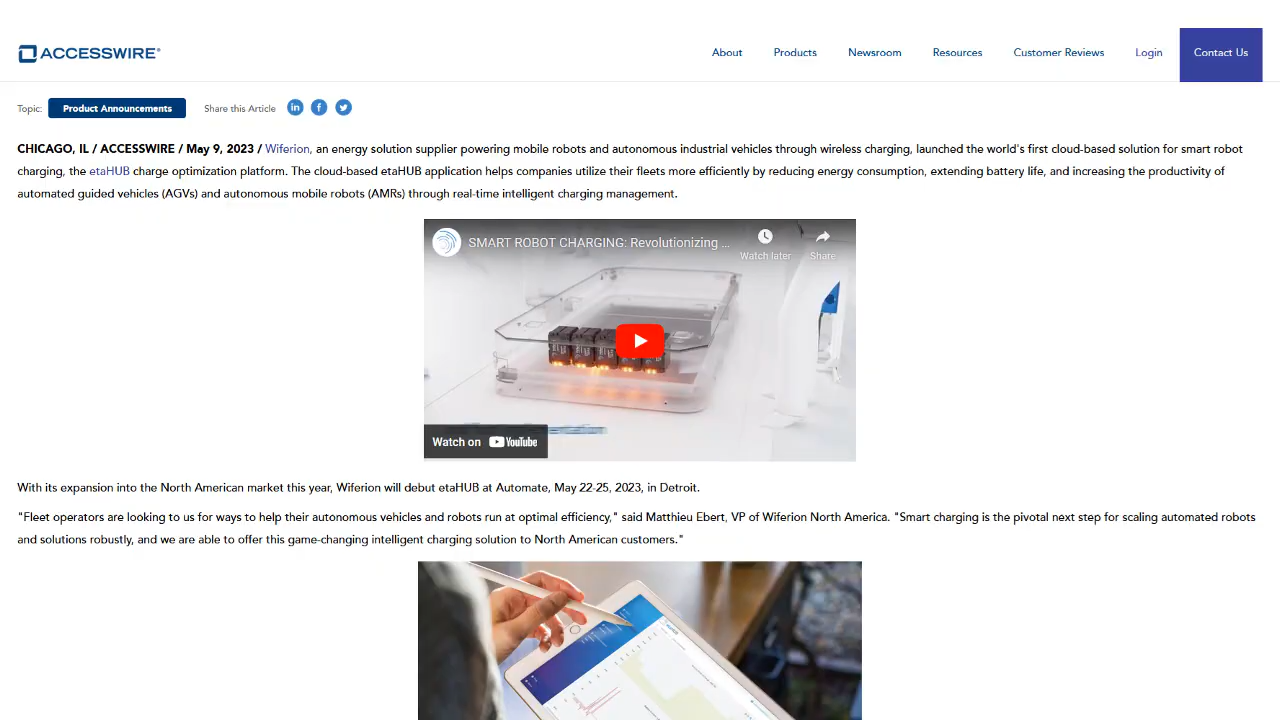 ACCESSWIRE®
About Products Newsroom Resources Customer Reviews Login Contact Us
Topic: Product Announcements Share this Article
CHICAGO, IL / ACCESSWIRE / May 9, 2023 / Wiferion, an energy solution supplier powering mobile robots and autonomous industrial vehicles through wireless charging, launched the world's first cloud-based solution for smart robot
charging, the etaHUB charge optimization platform. The cloud-based etaHUB application helps companies utilize their fleets more efficiently by reducing energy consumption, extending battery life, and increasing the productivity of
automated guided vehicles (AGVs) and autonomous mobile robots (AMRs) through real-time intelligent charging management.
SMART ROBOT CHARGING: Revolutionizing ...
Watch later Share
Watch on YouTube
With its expansion into the North American market this year, Wiferion will debut etaHUB at Automate, May 22-25, 2023, in Detroit.
"Fleet operators are looking to us for ways to help their autonomous vehicles and robots run at optimal efficiency," said Matthieu Ebert, VP of Wiferion North America. "Smart charging is the pivotal next step for scaling automated robots
and solutions robustly, and we are able to offer this game-changing intelligent charging solution to North American customers."